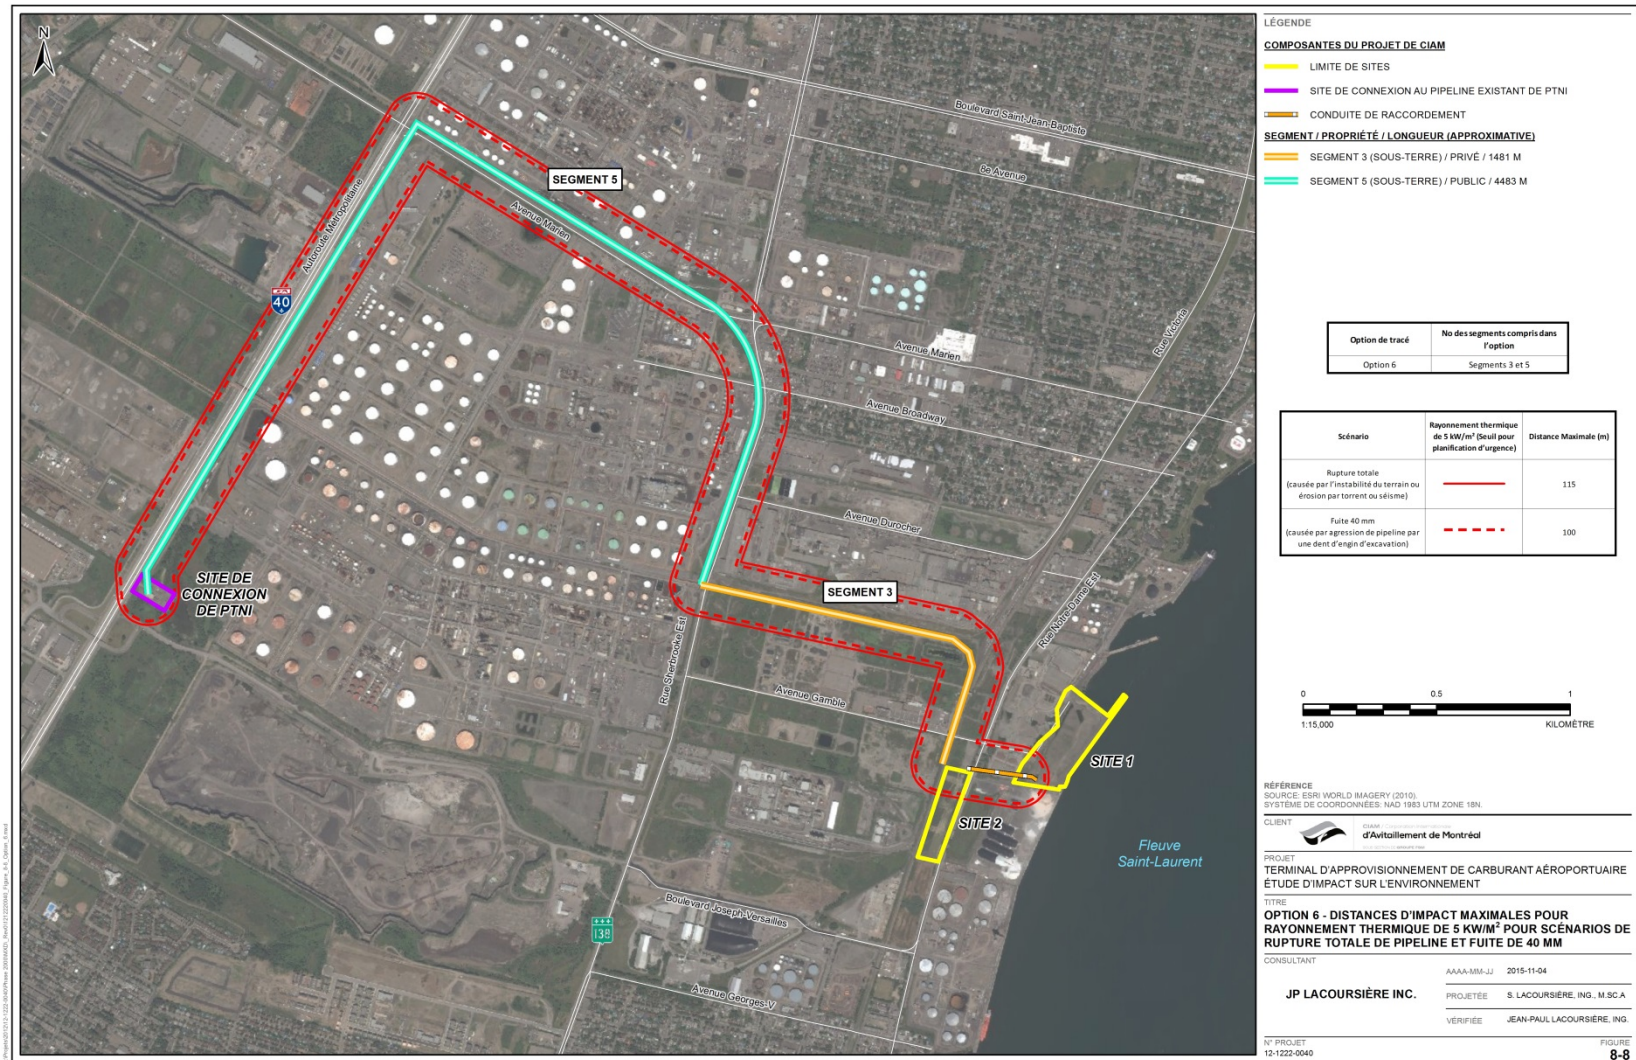 N
Boulevard Saint-Jean-Baptiste
8e Avenue
SEGMENT 5
Avenue Marien
Autoroute Métropolitaine
40
Rue Victoria
Avenue Marien
Avenue Broadway
Avenue Durocher
SITE DE
CONNEXION
DE PTNI
SEGMENT 3
Rue Notre-Dame Est
Rue Sherbrooke Est
Avenue Gamble
SITE 1
SITE 2
Fleuve
Saint-Laurent
Boulevard Joseph-Versailles
138
Avenue Georges-V
LÉGENDE
COMPOSANTES DU PROJET DE CIAM
LIMITE DE SITES
SITE DE CONNEXION AU PIPELINE EXISTANT DE PTNI
CONDUITE DE RACCORDEMENT
SEGMENT / PROPRIÉTÉ / LONGUEUR (APPROXIMATIVE)
SEGMENT 3 (SOUS-TERRE) / PRIVÉ / 1481 M
SEGMENT 5 (SOUS-TERRE) / PUBLIC / 4483 M
Option de tracé
No des segments compris dans
l'option
Option 6
Segments 3 et 5
Scénario
Rayonnement thermique
de 5 kW/m² (Seuil pour
planification d'urgence)
Distance Maximale (m)
Rupture totale
(causée par l'instabilité du terrain ou
érosion par torrent ou séisme)
115
Fuite 40 mm
(causée par agression de pipeline par
une dent d'engin d'excavation)
100
0 0.5 1
1:15,000 KILOMÈTRE
RÉFÉRENCE
SOURCE: ESRI WORLD IMAGERY (2010).
SYSTÈME DE COORDONNÉES: NAD 1983 UTM ZONE 18N.
CLIENT
d'Avitaillement de Montréal
PROJET
TERMINAL D'APPROVISIONNEMENT DE CARBURANT AÉROPORTUAIRE
ÉTUDE D'IMPACT SUR L'ENVIRONNEMENT
TITRE
OPTION 6 - DISTANCES D'IMPACT MAXIMALES POUR
RAYONNEMENT THERMIQUE DE 5 KW/M² POUR SCÉNARIOS DE
RUPTURE TOTALE DE PIPELINE ET FUITE DE 40 MM
CONSULTANT
JP LACOURSIÈRE INC.
AAAA-MM-JJ 2015-11-04
PROJETÉE S. LACOURSIÈRE, ING., M.SC.A
VÉRIFIÉE JEAN-PAUL LACOURSIÈRE, ING.
N° PROJET
12-1222-0040
FIGURE
8-8